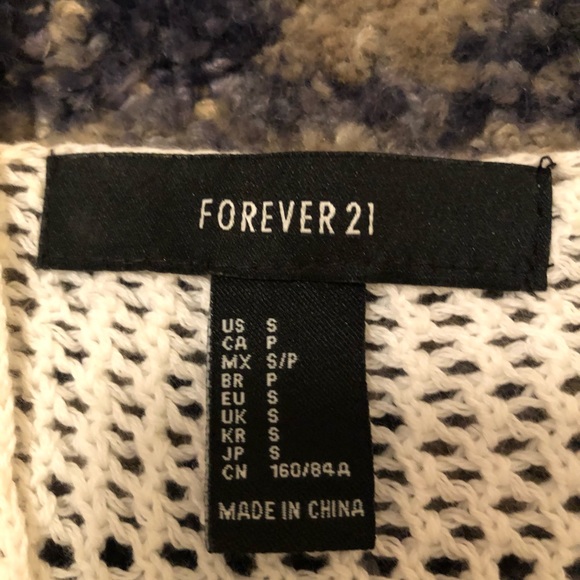 FOREVER 21
US S
CA P
MX S/P
BR P
EU S
UK S
KR S
JP S
CN 160/84A
MADE IN CHINA